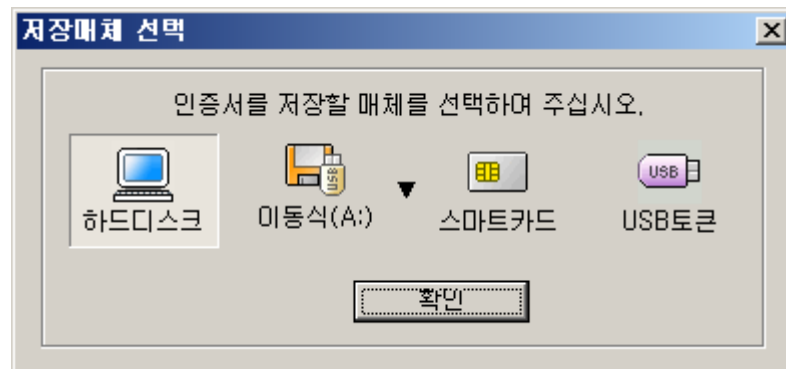 저장매체 선택
인증서를 저장할 매체를 선택하여 주십시오.
USB USB
하드디스크 이동식(A:) 스마트카드 USB토큰
확인